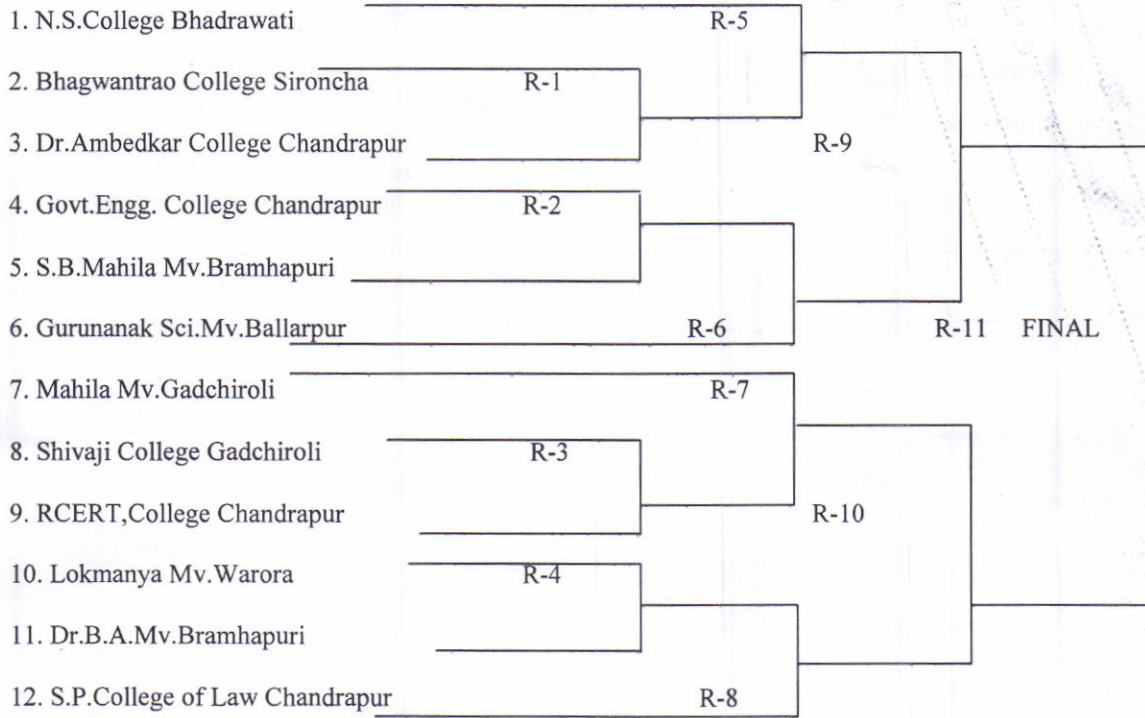 1. N.S.College Bhadrawati R-5
2. Bhagwantrao College Sironcha R-1
3. Dr.Ambedkar College Chandrapur R-9
4. Govt.Engg. College Chandrapur R-2
5. S.B.Mahila Mv.Bramhapuri
6. Gurunanak Sci.Mv.Ballarpur R-6 R-11 FINAL
7. Mahila Mv.Gadchiroli R-7
8. Shivaji College Gadchiroli R-3
9. RCERT,College Chandrapur R-10
10. Lokmanya Mv.Warora R-4
11. Dr.B.A.Mv.Bramhapuri
12. S.P.College of Law Chandrapur R-8